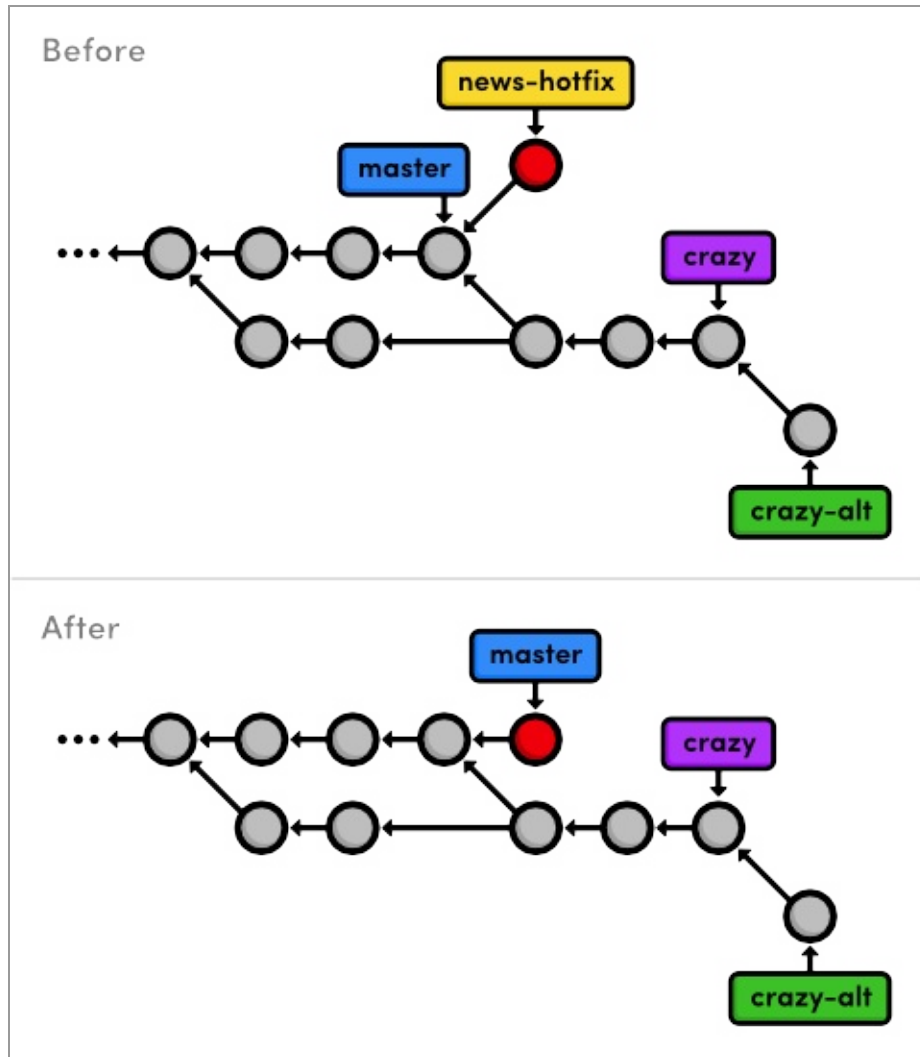 Before
news-hotfix
master
crazy
crazy-alt
After
master
crazy
crazy-alt